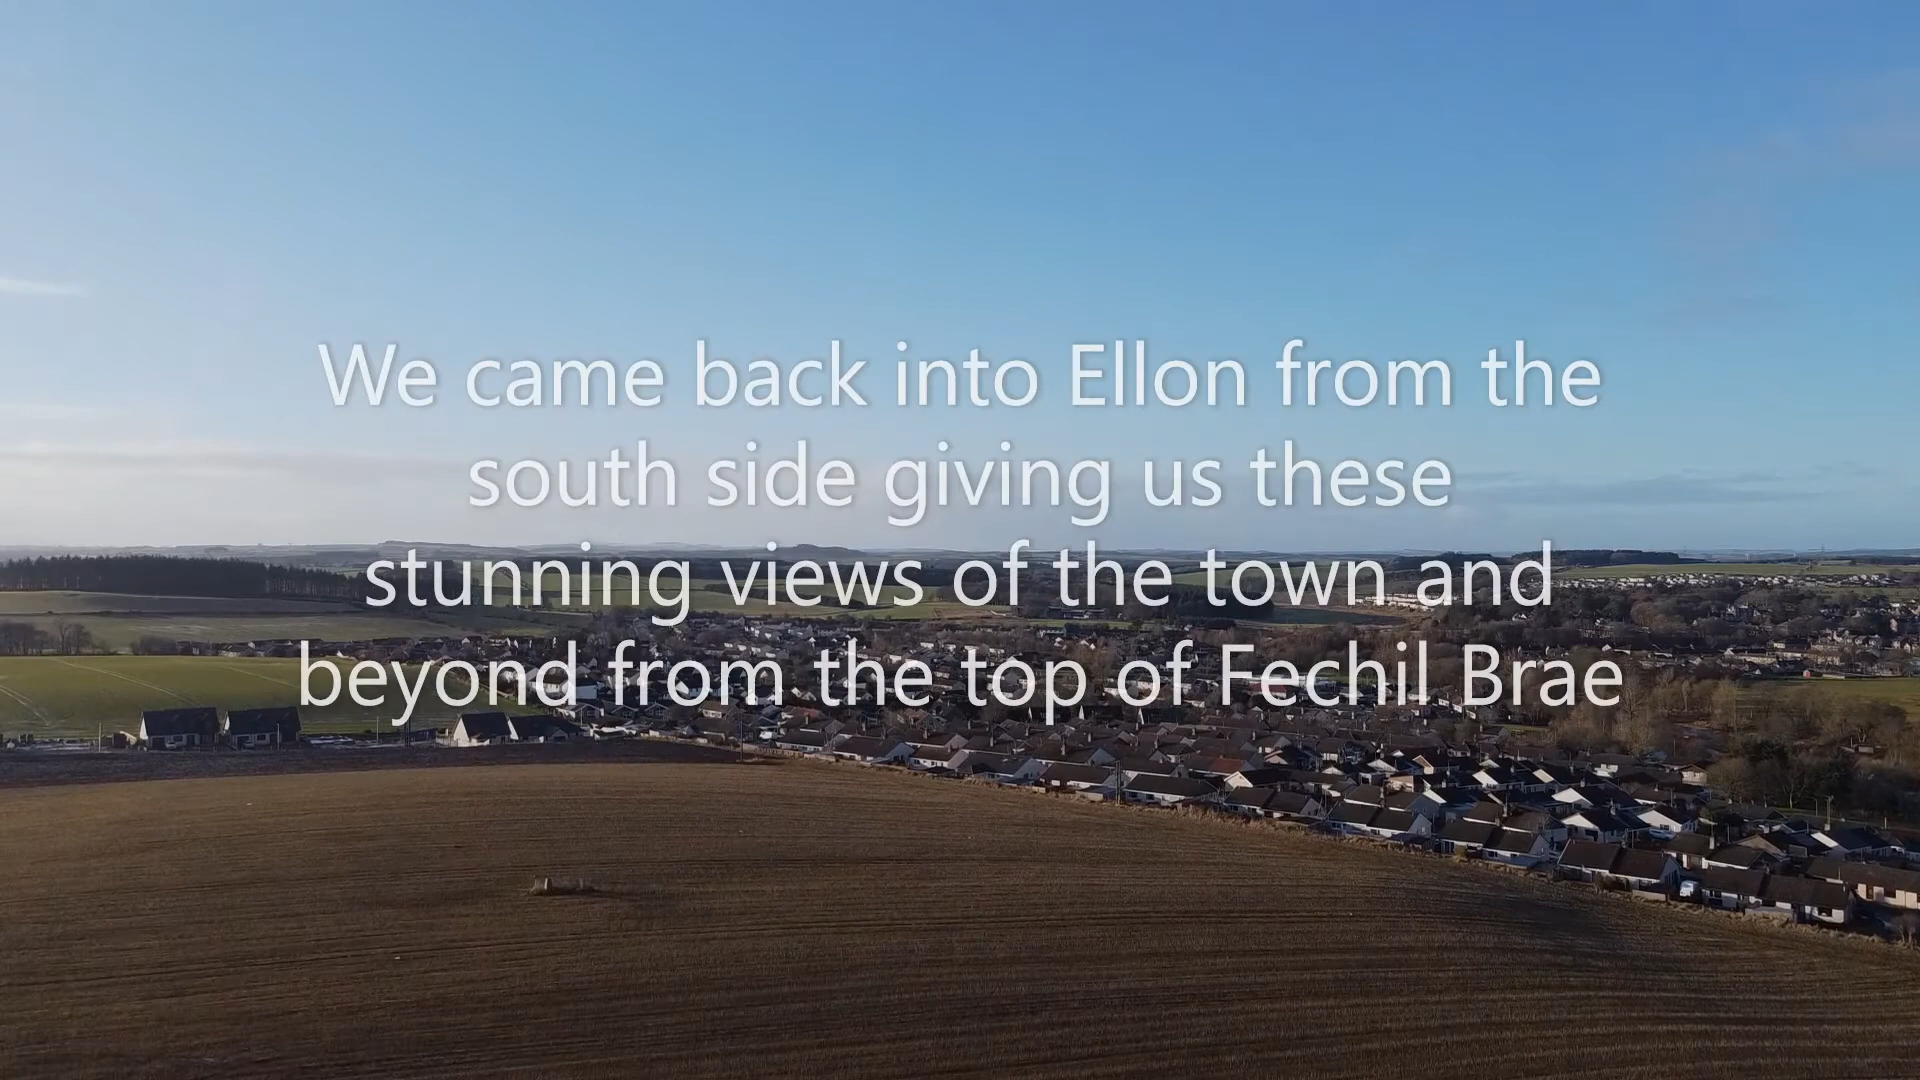 We came back into Ellon from the
south side giving us these
stunning views of the town and
beyond from the top of Fechil Brae